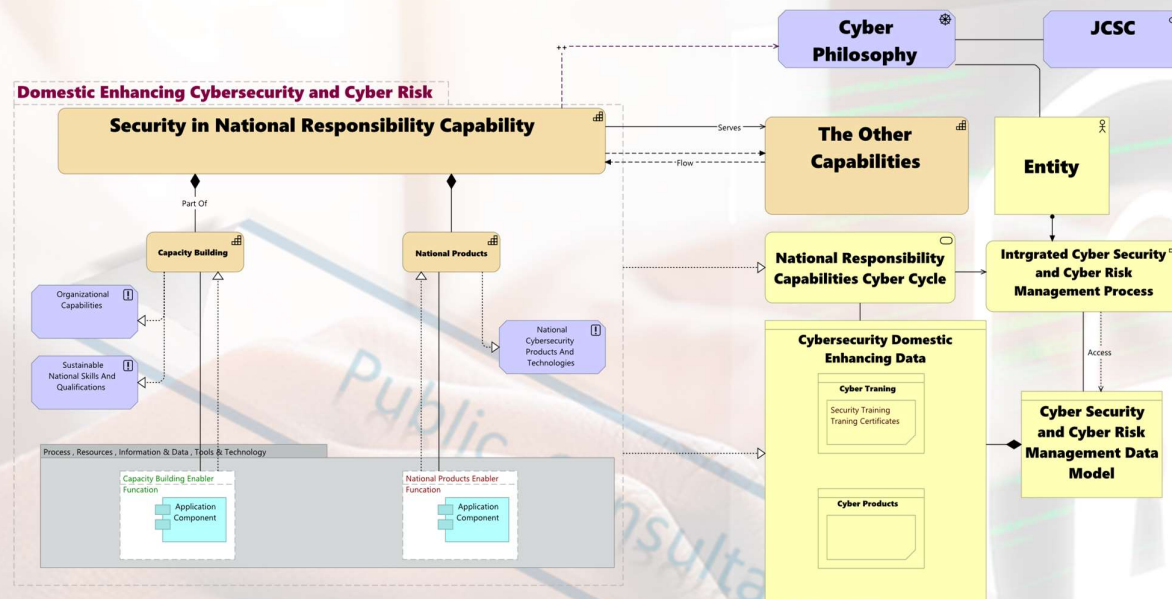 Cyber
Philosophy
JCSC
++
Domestic Enhancing Cybersecurity and Cyber Risk
Security in National Responsibility Capability
Serves
Flow
The Other
Capabilities
Entity
Part Of
Capacity Building
National Products
National Responsibility
Capabilities Cyber Cycle
Intrgrated Cyber Security
and Cyber Risk
Management Process
Organizational
Capabilities
Sustainable
National Skills And
Qualifications
National
Cybersecurity
Products And
Technologies
Cybersecurity Domestic
Enhancing Data
Cyber Traning
Security Training
Traning Certificates
Cyber Products
Access
Cyber Security
and Cyber Risk
Management Data
Model
Process , Resources , Information & Data , Tools & Technology
Capacity Building Enabler
Funcation
Application
Component
National Products Enabler
Funcation
Application
Component
Public